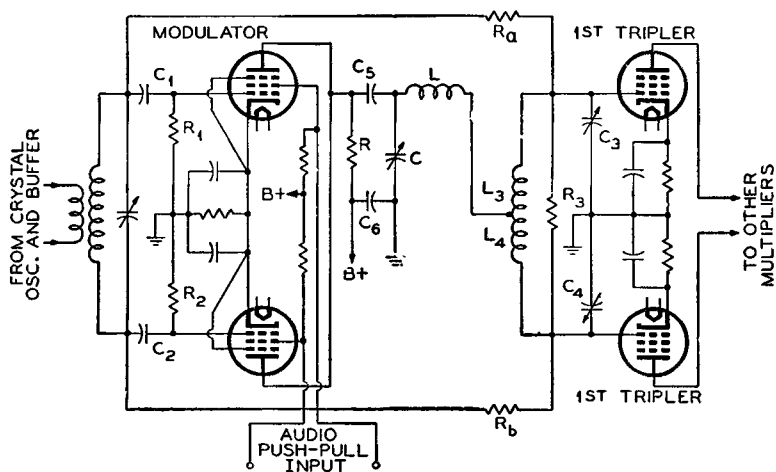 MODULATOR
Ra
1ST TRIPLER
C1
C5
L
R1
R
C
C3
B+
L3
R3
FROM CRYSTAL
OSC. AND BUFFER
C6
L4
TO OTHER
MULTIPLIERS
B+
R2
C4
C2
Rb
1ST TRIPLER
AUDIO
PUSH-PULL
INPUT